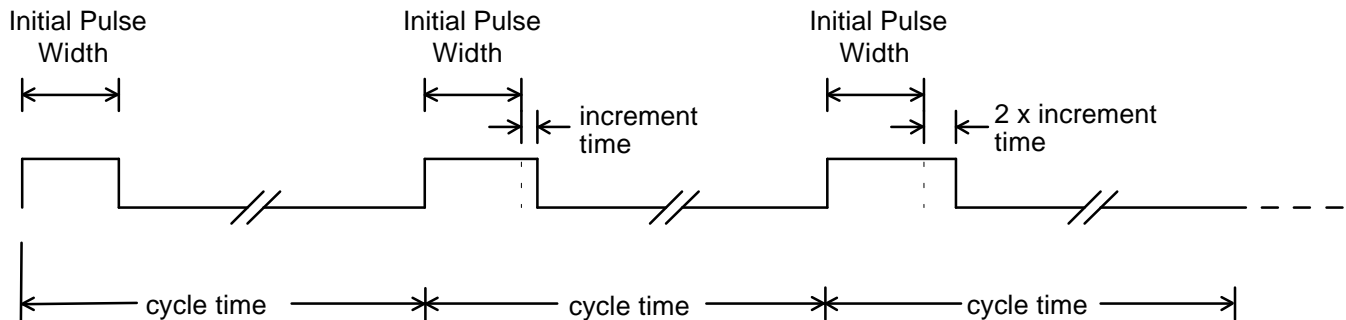 Initial Pulse
Width
Initial Pulse
Width
Initial Pulse
Width
increment
time
2 x increment
time
cycle time
cycle time
cycle time